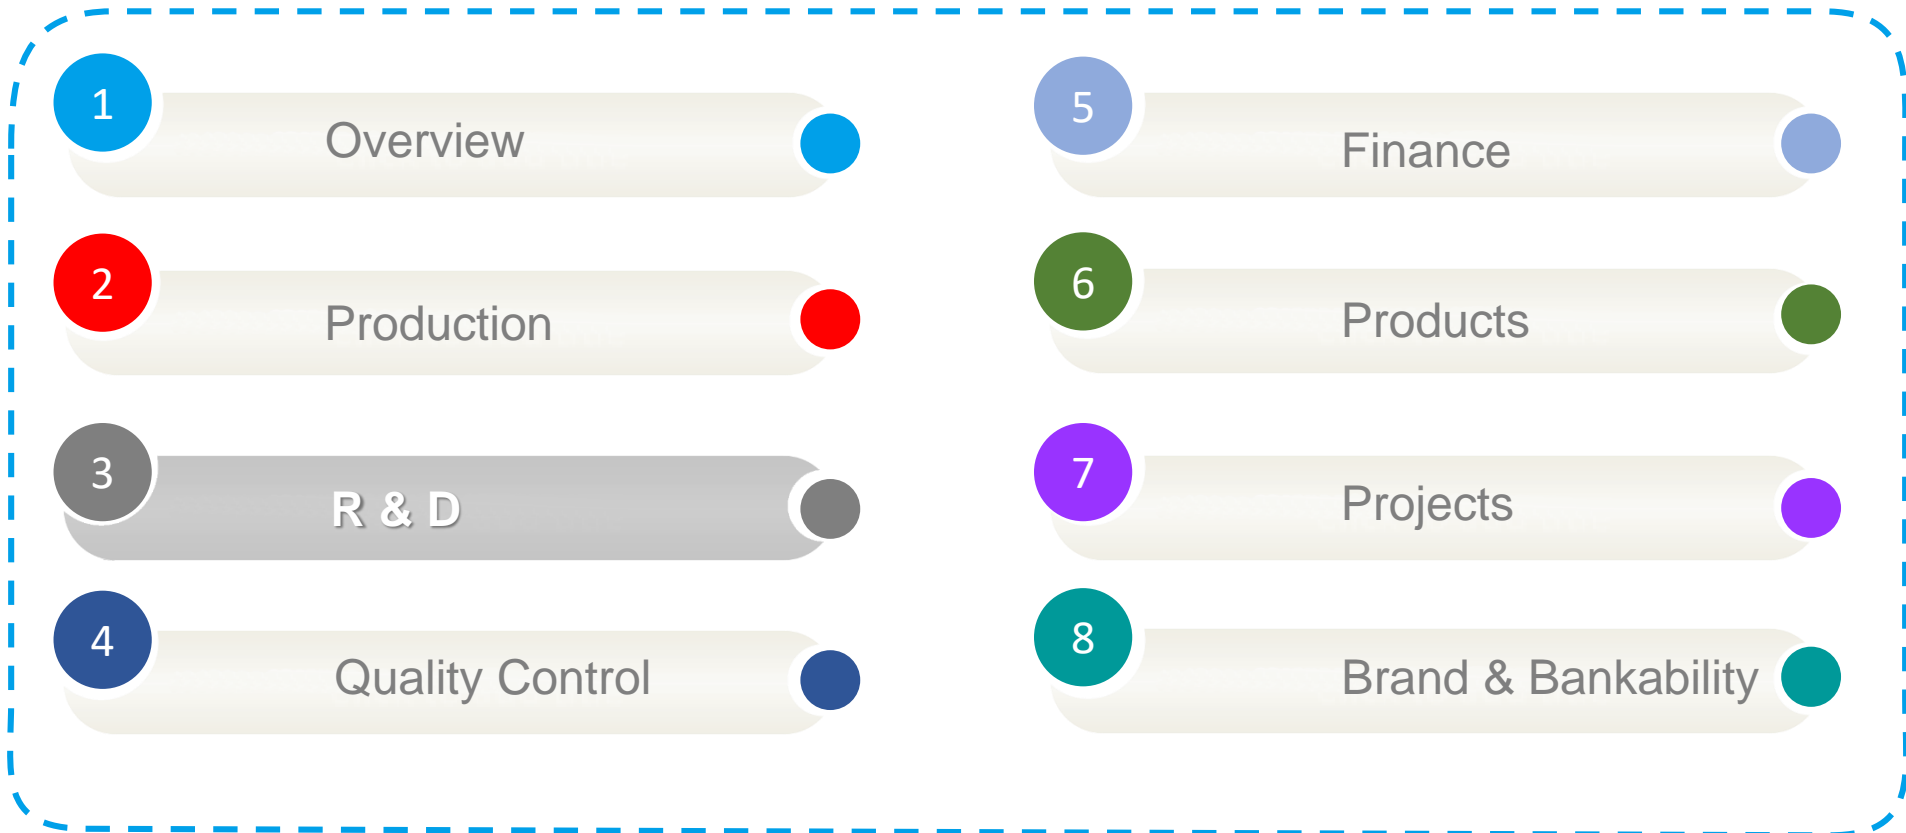 1
Overview
2
Production
3
R & D
4
Quality Control
5
Finance
6
Products
7
Projects
8
Brand & Bankability